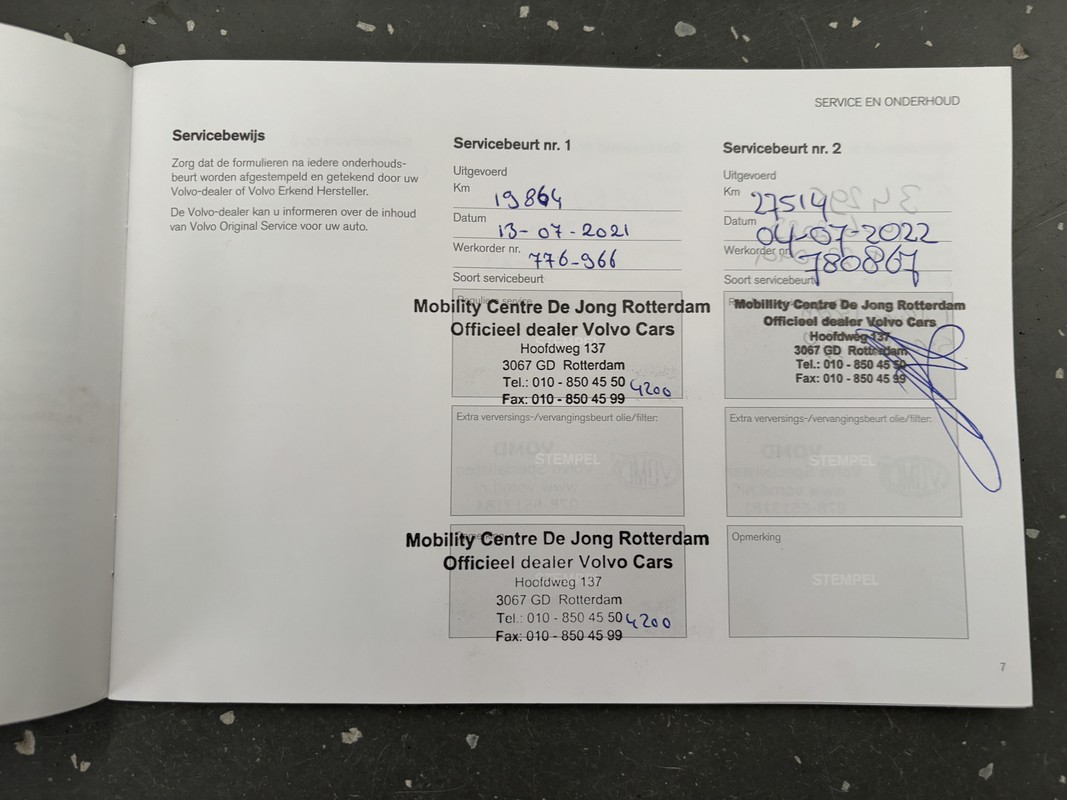 SERVICE EN ONDERHOUD
Servicebewijs
Zorg dat de formulieren na iedere onderhouds-
beurt worden afgestempeld en getekend door uw
Volvo-dealer of Volvo Erkend Hersteller.
De Volvo-dealer kan u informeren over de inhoud
van Volvo Original Service voor uw auto.
Servicebeurt nr. 1
Uitgevoerd
Km 19864
Datum 13-07-2021
Werkorder nr. 776-966
Soort servicebeurt
Reguliere service
Mobility Centre De Jong Rotterdam
Officieel dealer Volvo Cars
Hoofdweg 137
3067 GD Rotterdam
Tel.: 010 - 850 45 50 4200
Fax: 010 - 850 45 99
Extra verversings-/vervangingsbeurt olie/filter:
STEMPEL
Mobility Centre De Jong Rotterdam
Officieel dealer Volvo Cars
Hoofdweg 137
3067 GD Rotterdam
Tel.: 010 - 850 45 50 4200
Fax: 010 - 850 45 99
Servicebeurt nr. 2
Uitgevoerd
Km 27514
Datum 04-07-2022
Werkorder nr. 780867
Soort servicebeurt
Mobility Centre De Jong Rotterdam
Officieel dealer Volvo Cars
Hoofdweg 137
3067 GD Rotterdam
Tel.: 010 - 850 45 50
Fax: 010 - 850 45 99
Extra verversings-/vervangingsbeurt olie/filter:
STEMPEL
Opmerking
STEMPEL
7